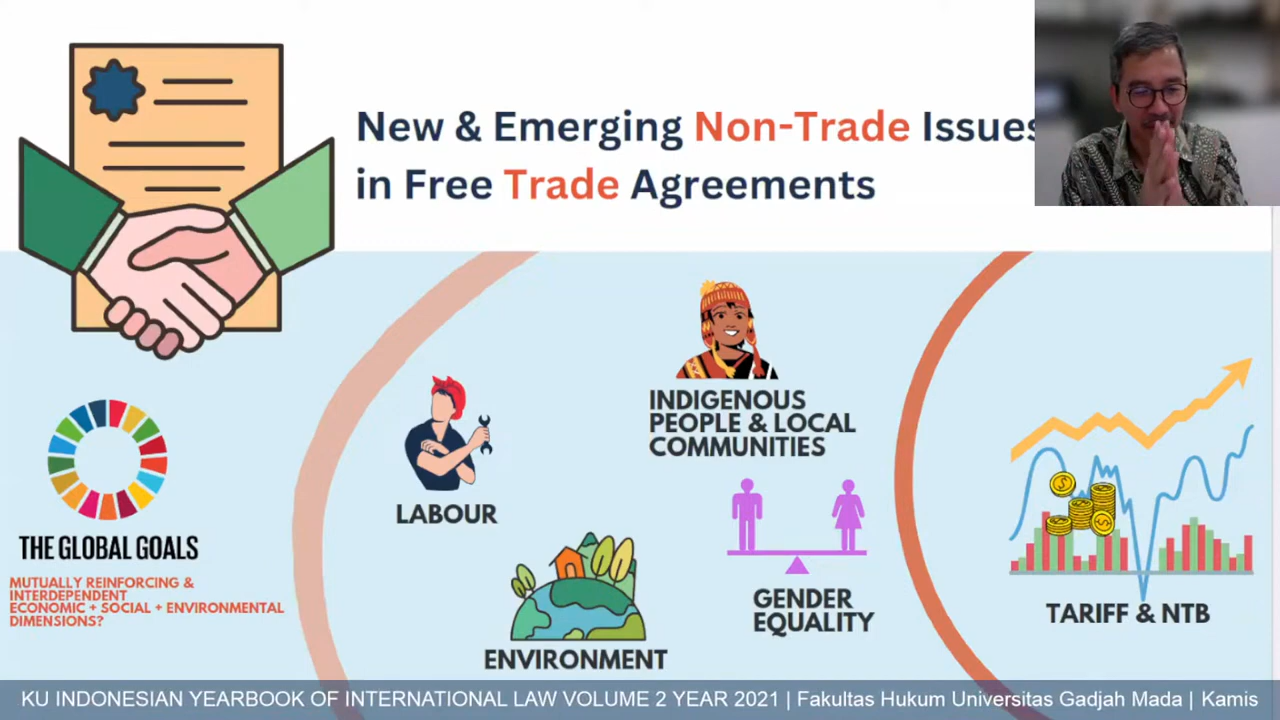 New & Emerging Non-Trade Issues
in Free Trade Agreements
THE GLOBAL GOALS
MUTUALLY REINFORCING &
INTERDEPENDENT
ECONOMIC + SOCIAL + ENVIRONMENTAL
DIMENSIONS?
LABOUR
INDIGENOUS
PEOPLE & LOCAL
COMMUNITIES
GENDER
EQUALITY
ENVIRONMENT
TARIFF & NTB
KU INDONESIAN YEARBOOK OF INTERNATIONAL LAW VOLUME 2 YEAR 2021 | Fakultas Hukum Universitas Gadjah Mada | Kamis